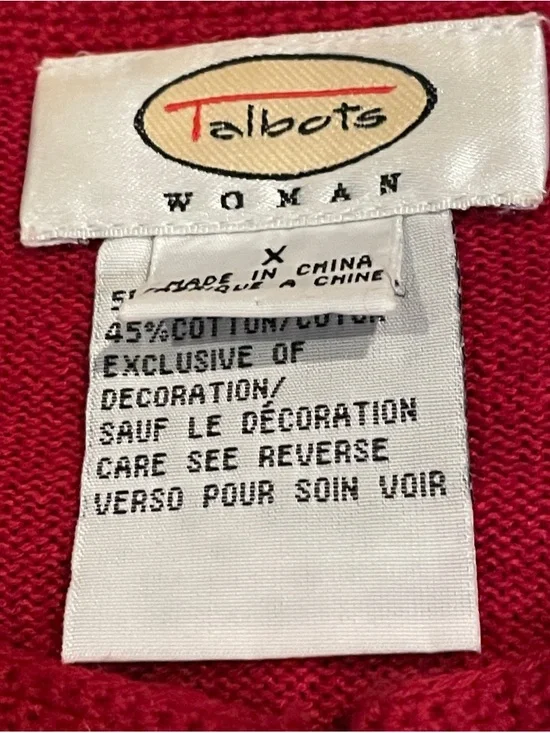 Talbots
WOMAN
X
MADE IN CHINA
A CHINE
45%COTTON/
EXCLUSIVE OF
DECORATION/
SAUF LE DÉCORATION
CARE SEE REVERSE
VERSO POUR SOIN VOIR